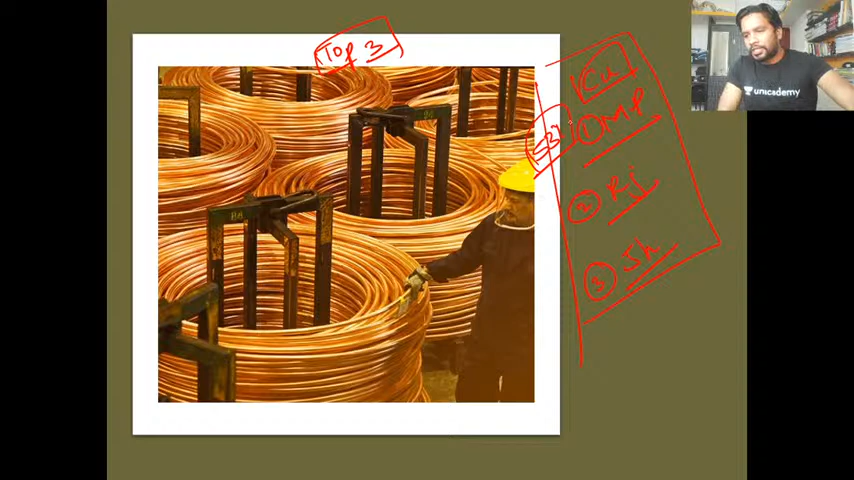 Top 3
Cu
① MP
② Rj
③ Jh
unacademy